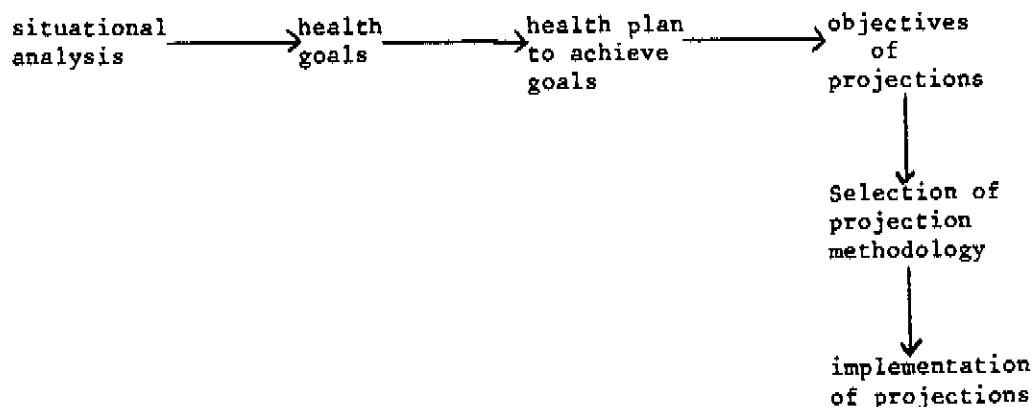 situational
analysis
health
goals
health plan
to achieve
goals
objectives
of
projections
Selection of
projection
methodology
implementation
of projections